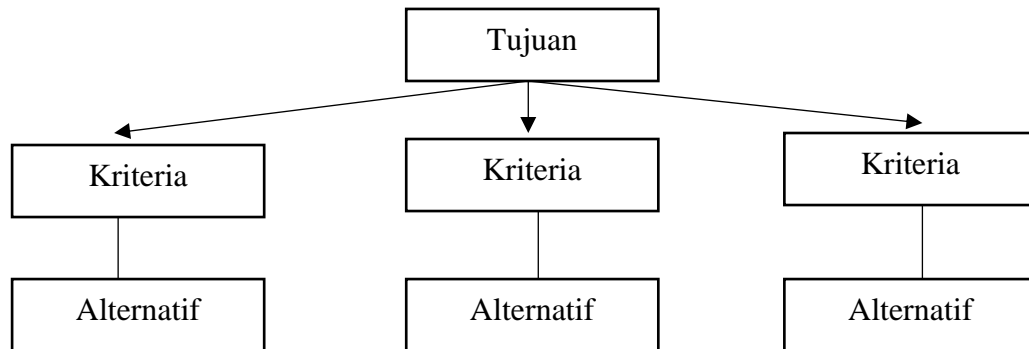 Tujuan
Kriteria
Kriteria
Kriteria
Alternatif
Alternatif
Alternatif